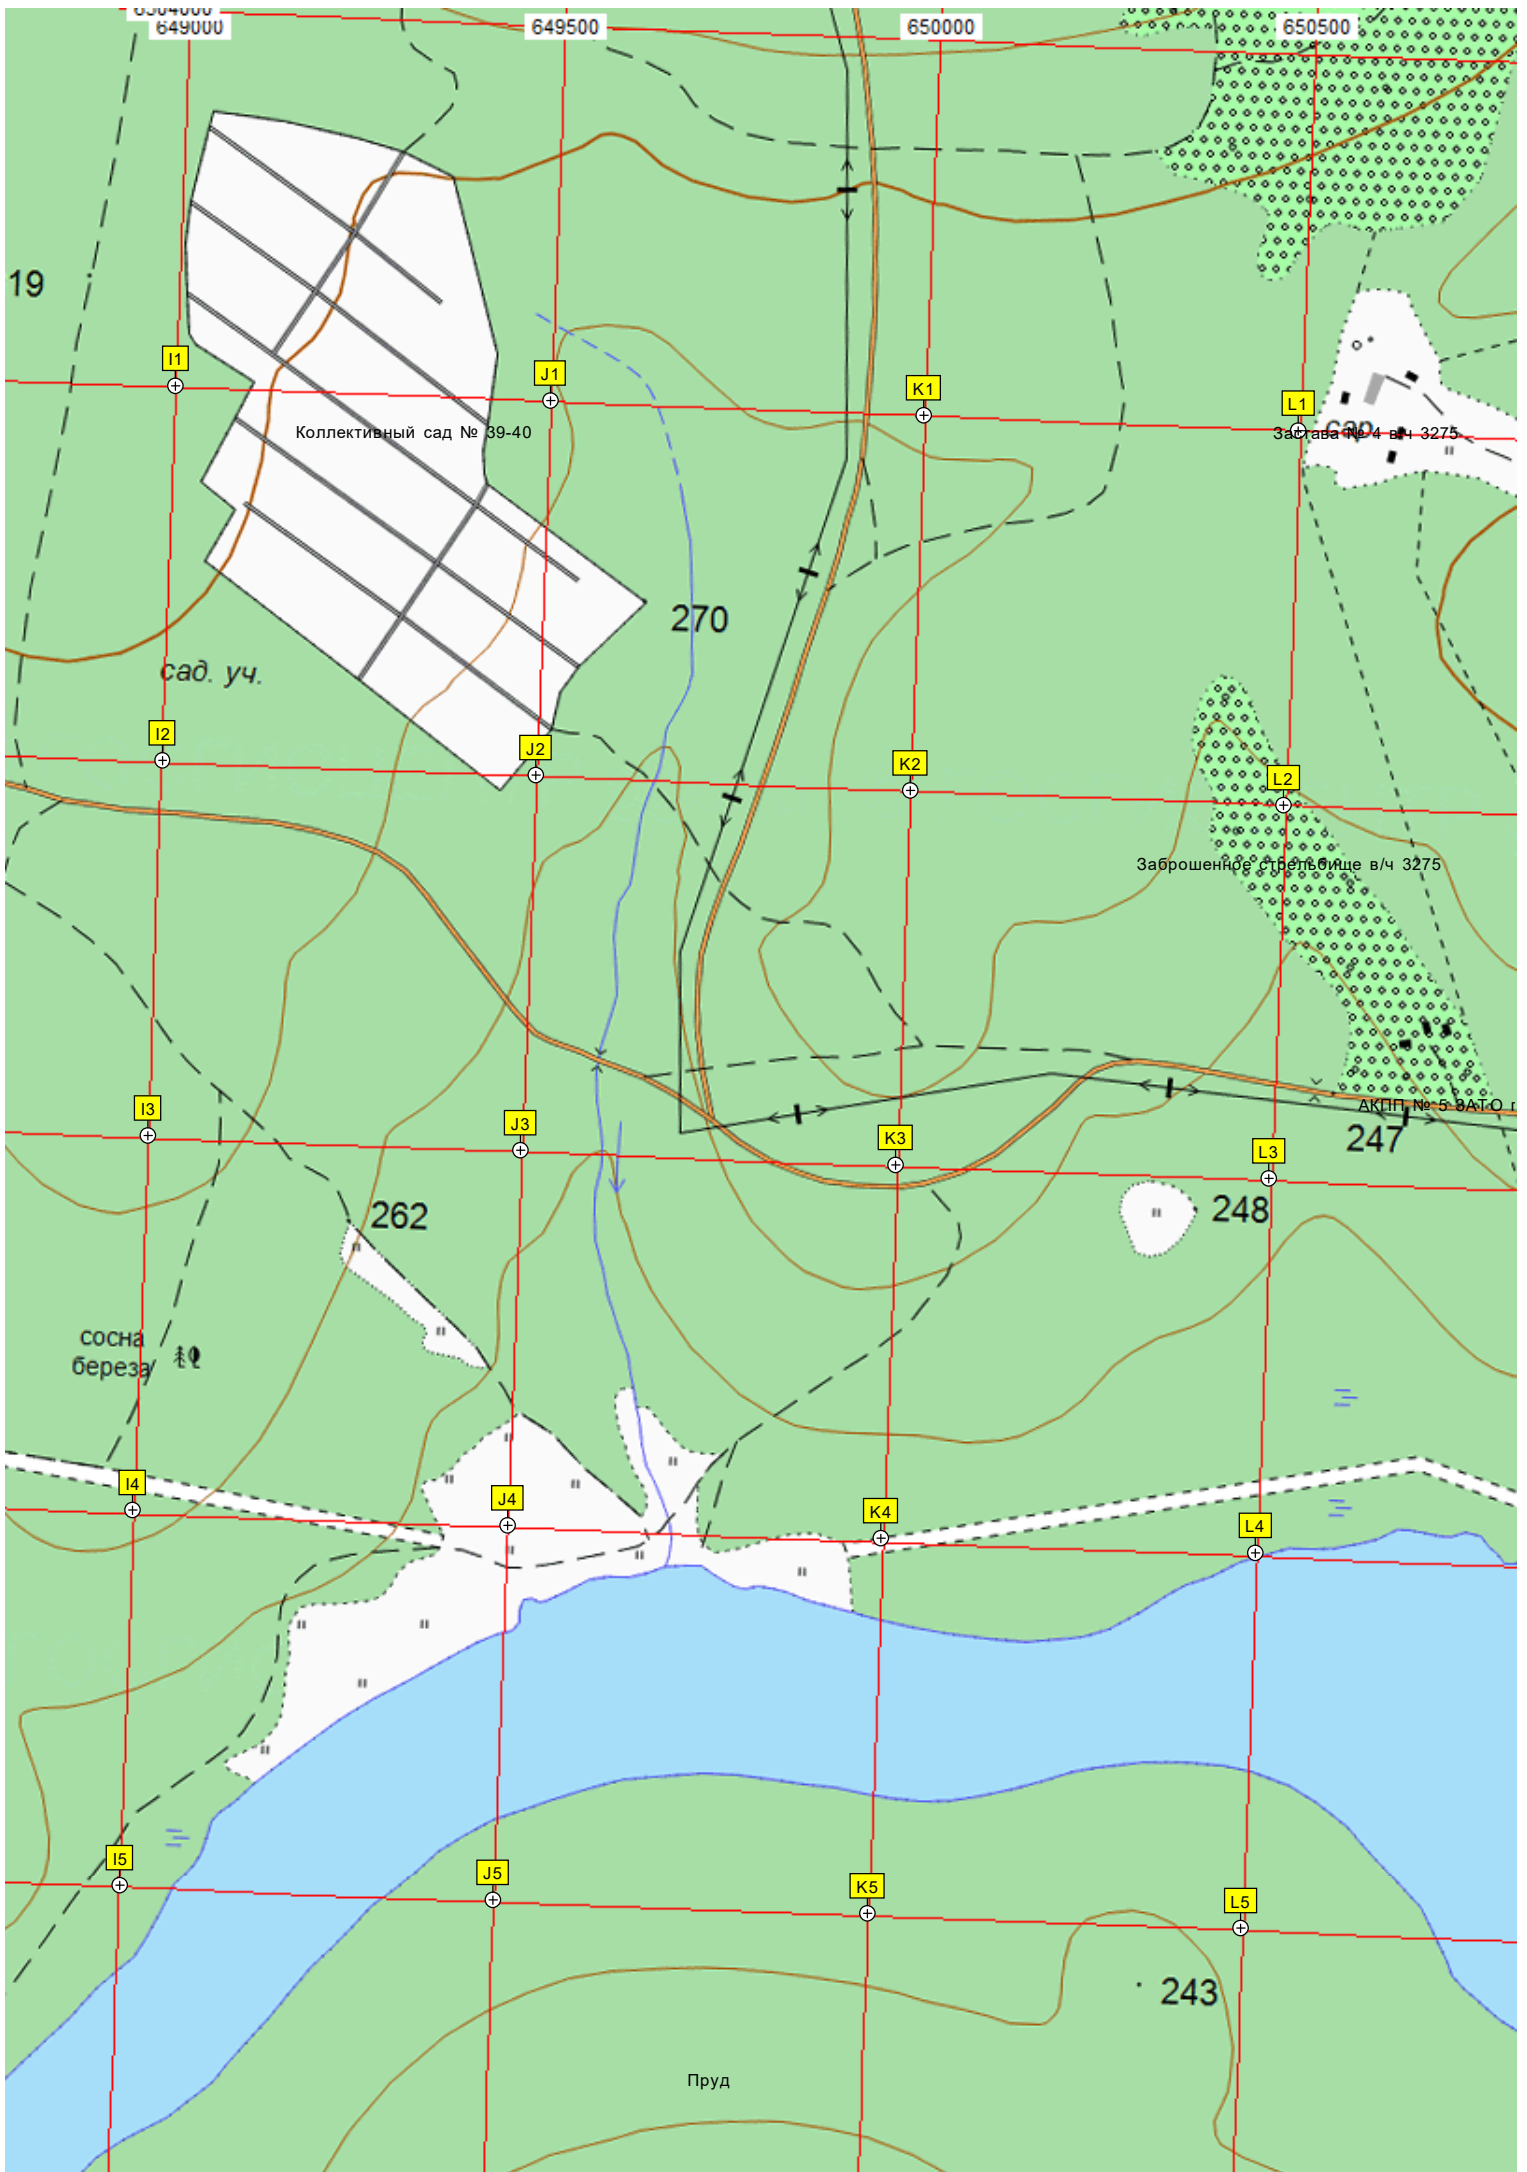 6504000
649000
649500
650000
650500
19
I1
J1
K1
L1
Коллективный сад № 39-40
сар.
Застава № 4 в/ч 3275
270
сад. уч.
I2
J2
K2
L2
Заброшенное стрельбище в/ч 3275
I3
J3
K3
L3
АКПП № 5 ЗАТО г
247
262
248
сосна
береза
I4
J4
K4
L4
I5
J5
K5
L5
243
Пруд